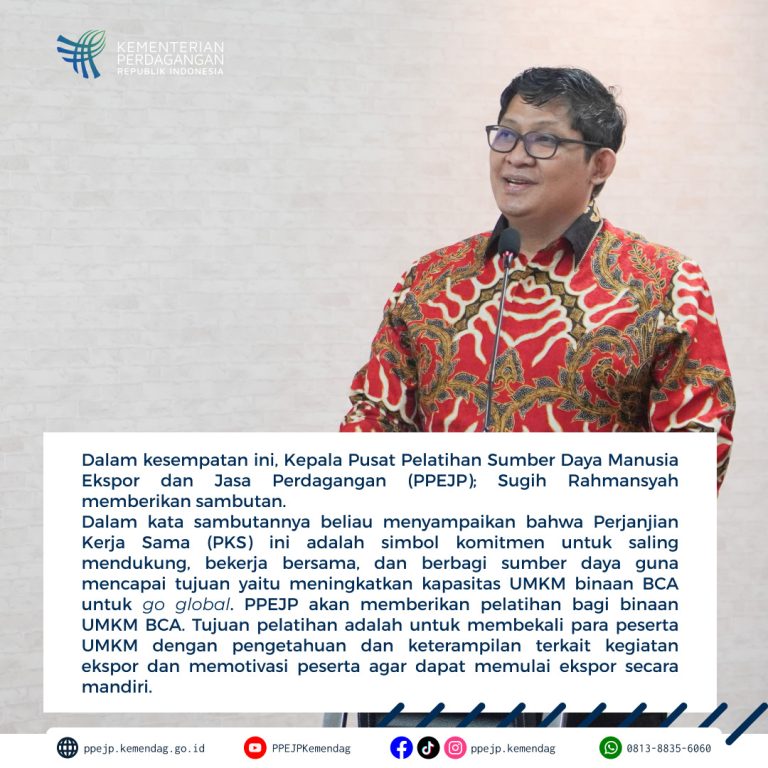 KEMENTERIAN
PERDAGANGAN
REPUBLIK INDONESIA
Dalam kesempatan ini, Kepala Pusat Pelatihan Sumber Daya Manusia
Ekspor dan Jasa Perdagangan (PPEJP); Sugih Rahmansyah
memberikan sambutan.
Dalam kata sambutannya beliau menyampaikan bahwa Perjanjian
Kerja Sama (PKS) ini adalah simbol komitmen untuk saling
mendukung, bekerja bersama, dan berbagi sumber daya guna
mencapai tujuan yaitu meningkatkan kapasitas UMKM binaan BCA
untuk go global. PPEJP akan memberikan pelatihan bagi binaan
UMKM BCA. Tujuan pelatihan adalah untuk membekali para peserta
UMKM dengan pengetahuan dan keterampilan terkait kegiatan
ekspor dan memotivasi peserta agar dapat memulai ekspor secara
mandiri.
ppejp.kemendag.go.id PPEJPKemendag ppejp.kemendag 0813-8835-6060